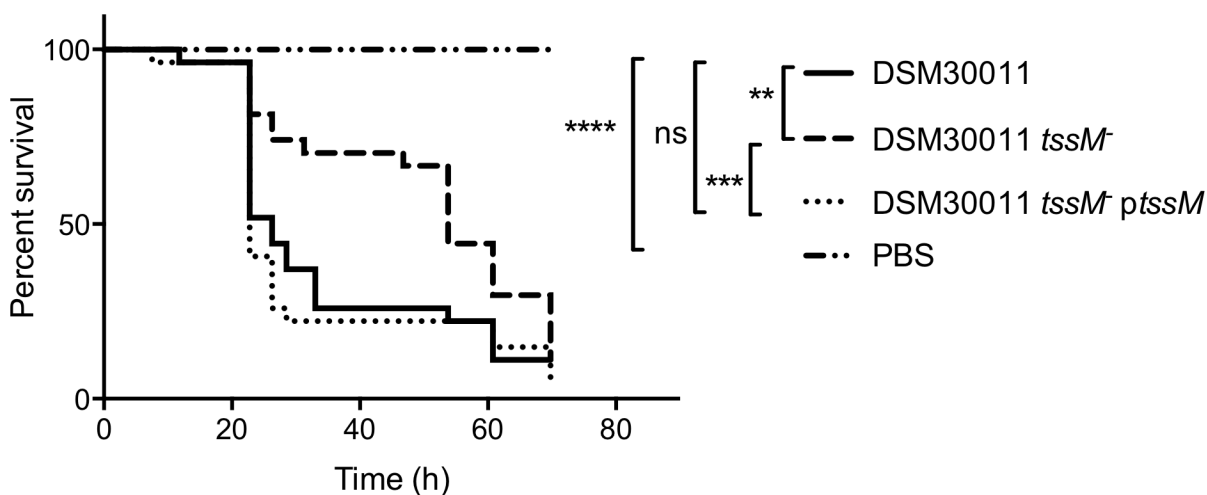 100
50
0
0 20 40 60 80
Percent survival
Time (h)
****
ns
**
***
DSM30011
DSM30011 tssM-
DSM30011 tssM- ptssM
PBS